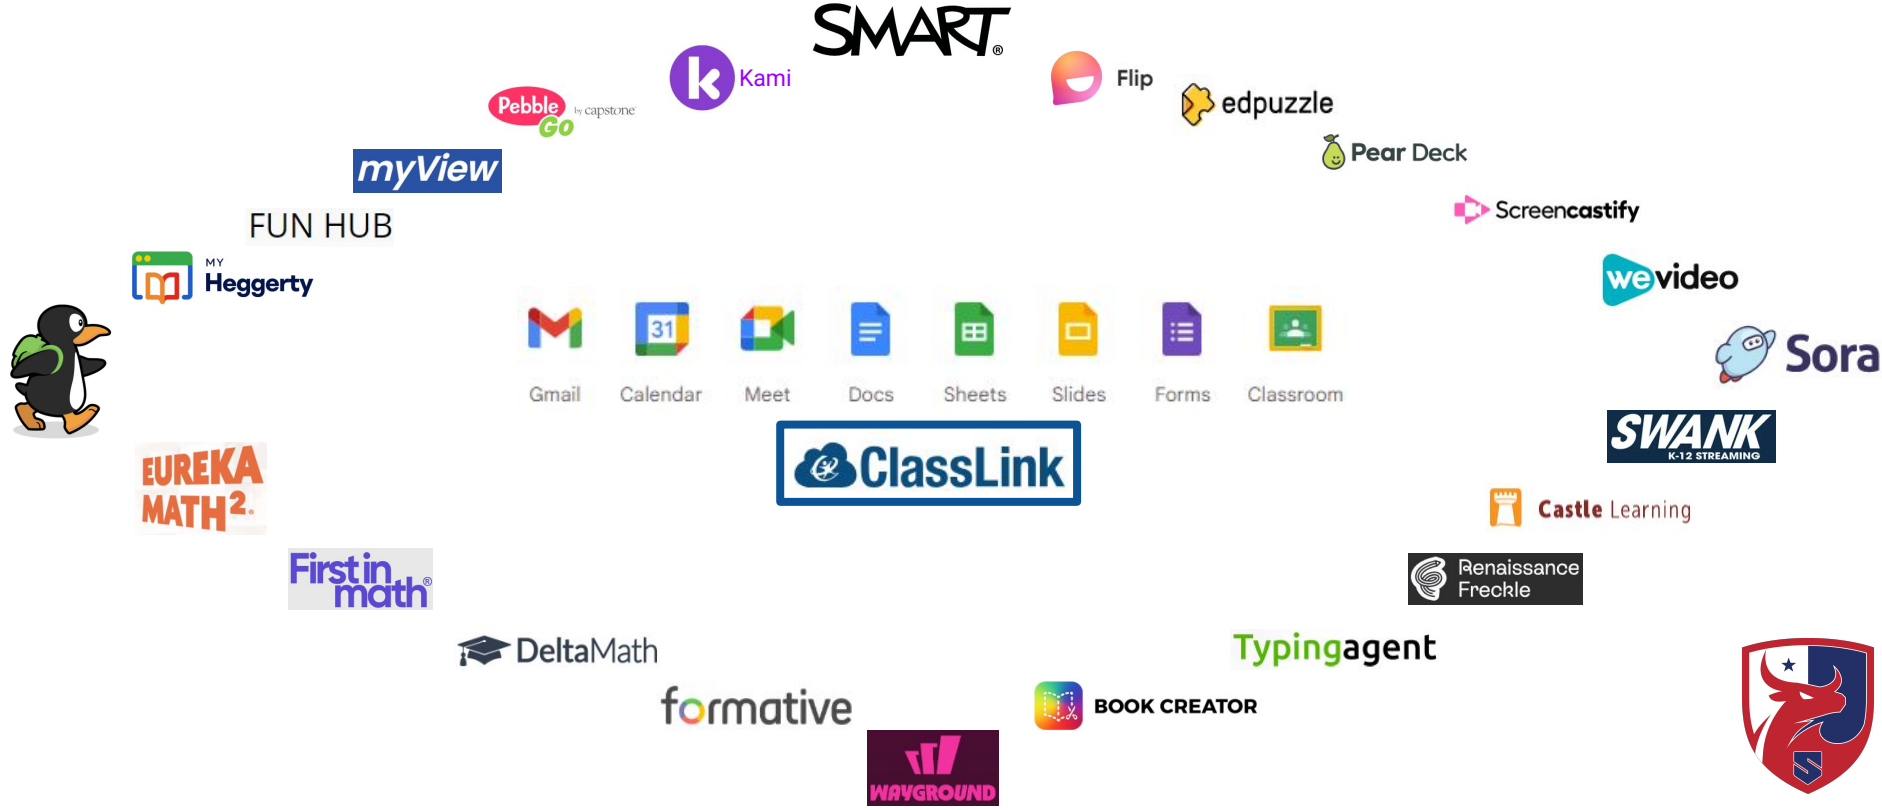 SMART®
k Kami
Flip
Pebble Go by capstone
edpuzzle
Pear Deck
myView
Screencastify
FUN HUB
MY
Heggerty
wevideo
Sora
31
Gmail Calendar Meet Docs Sheets Slides Forms Classroom
SWANK
K-12 STREAMING
ClassLink
EUREKA
MATH²®
Castle Learning
First in
math®
Renaissance
Freckle
DeltaMath
Typingagent
formative
BOOK CREATOR
WAYGROUND
S